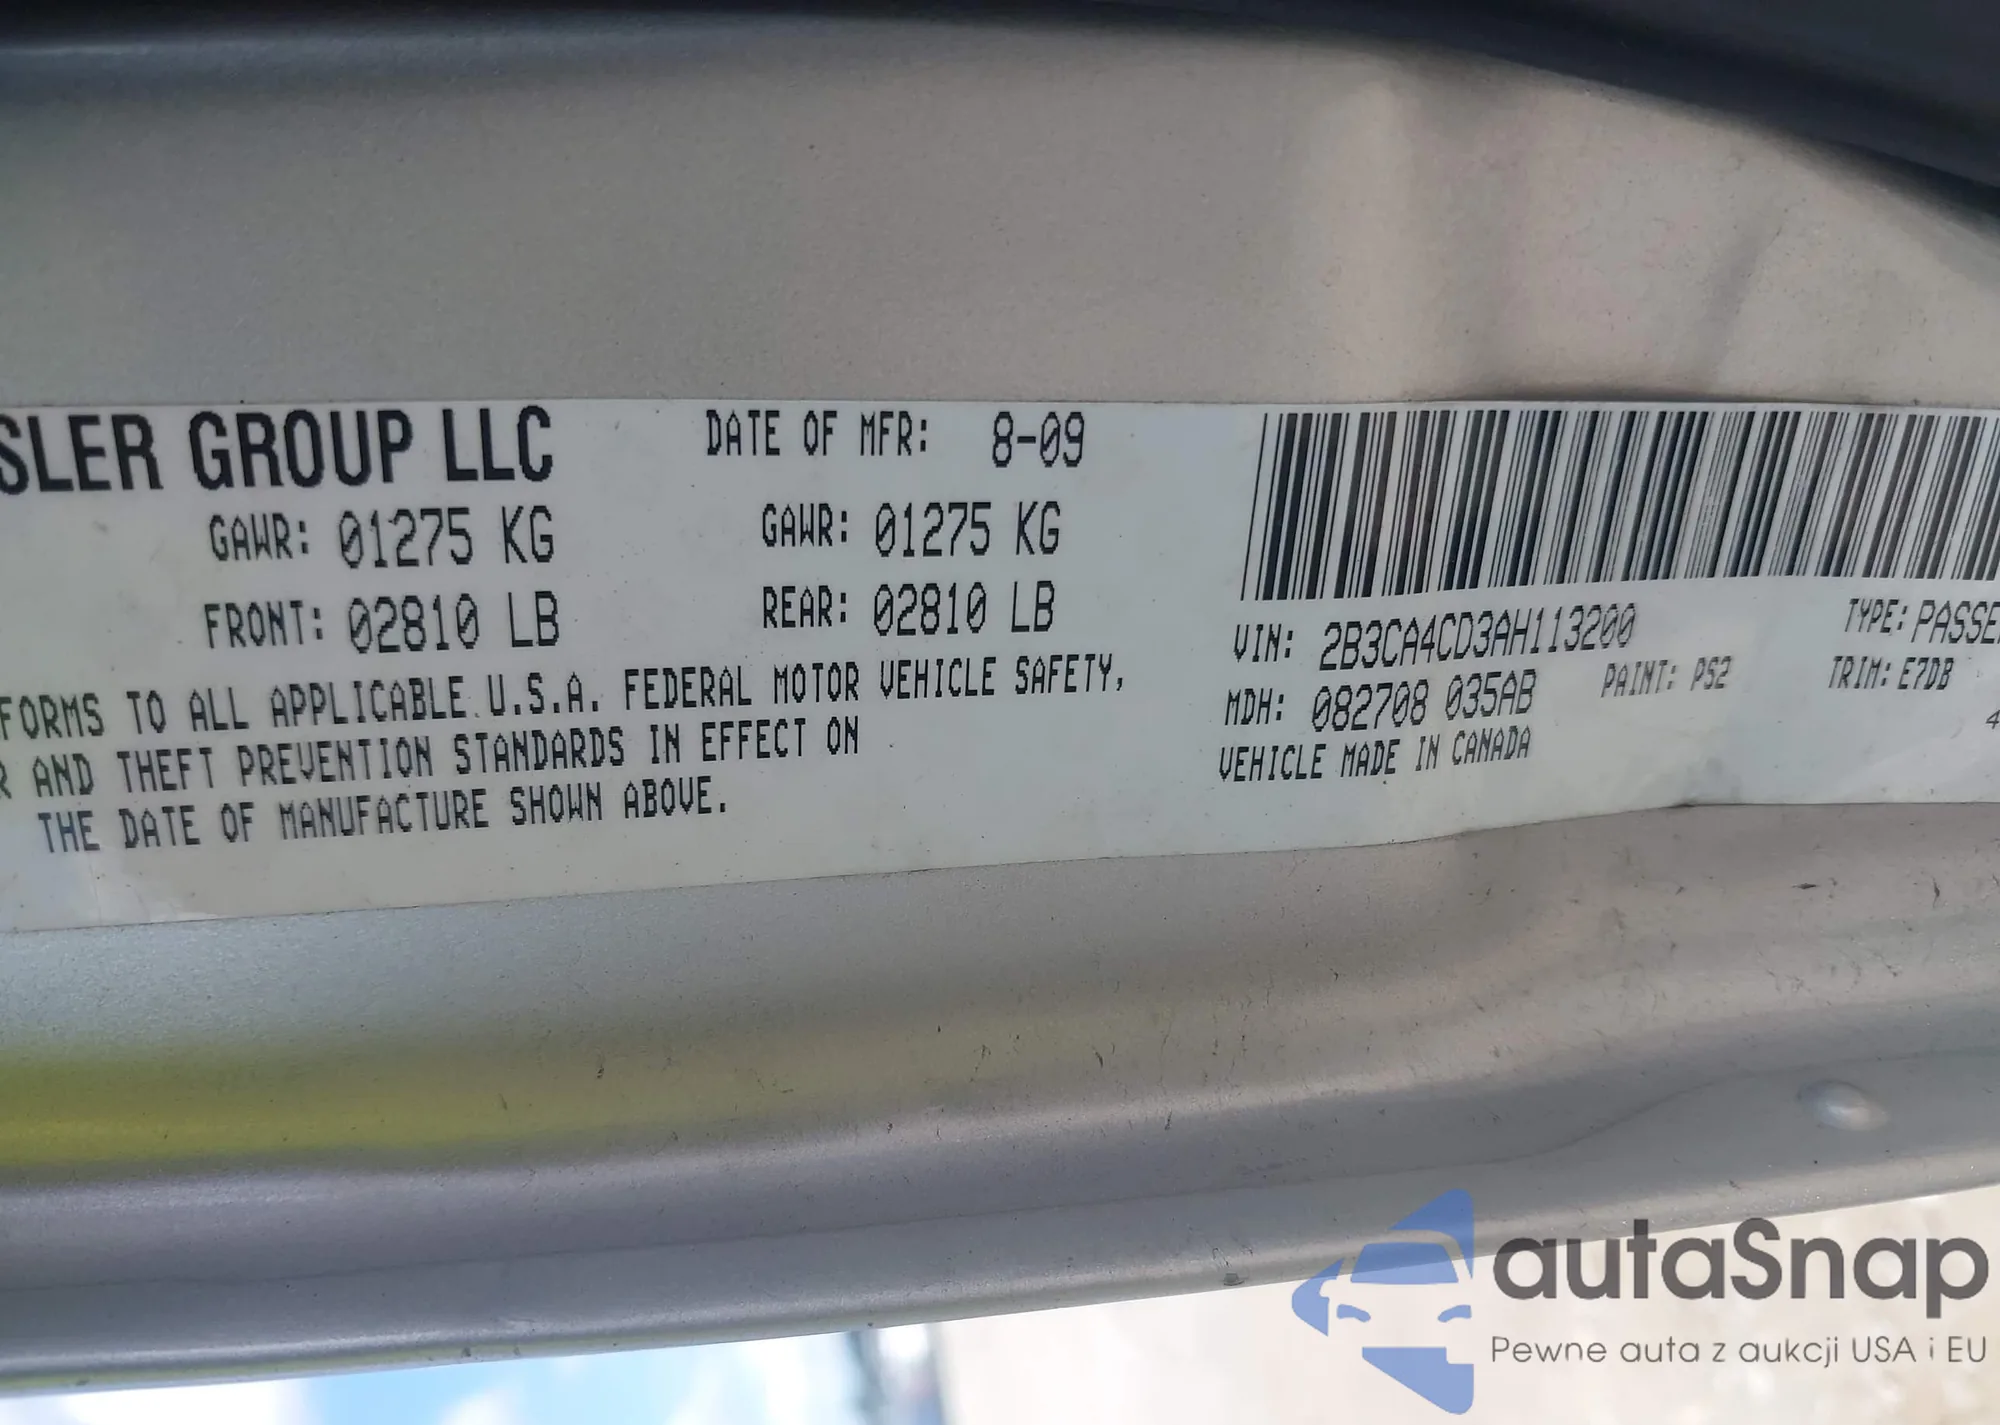 SLER GROUP LLC DATE OF MFR: 8-09
GAWR: 01275 KG GAWR: 01275 KG
FRONT: 02810 LB REAR: 02810 LB
FORMS TO ALL APPLICABLE U.S.A. FEDERAL MOTOR VEHICLE SAFETY,
R AND THEFT PREVENTION STANDARDS IN EFFECT ON
THE DATE OF MANUFACTURE SHOWN ABOVE.
VIN: 2B3CA4CD3AH113200 TYPE: PASSE
MDH: 082708 035AB PAINT: PS2 TRIM: E7DB
VEHICLE MADE IN CANADA 4
autaSnap
Pewne auta z aukcji USA i EU